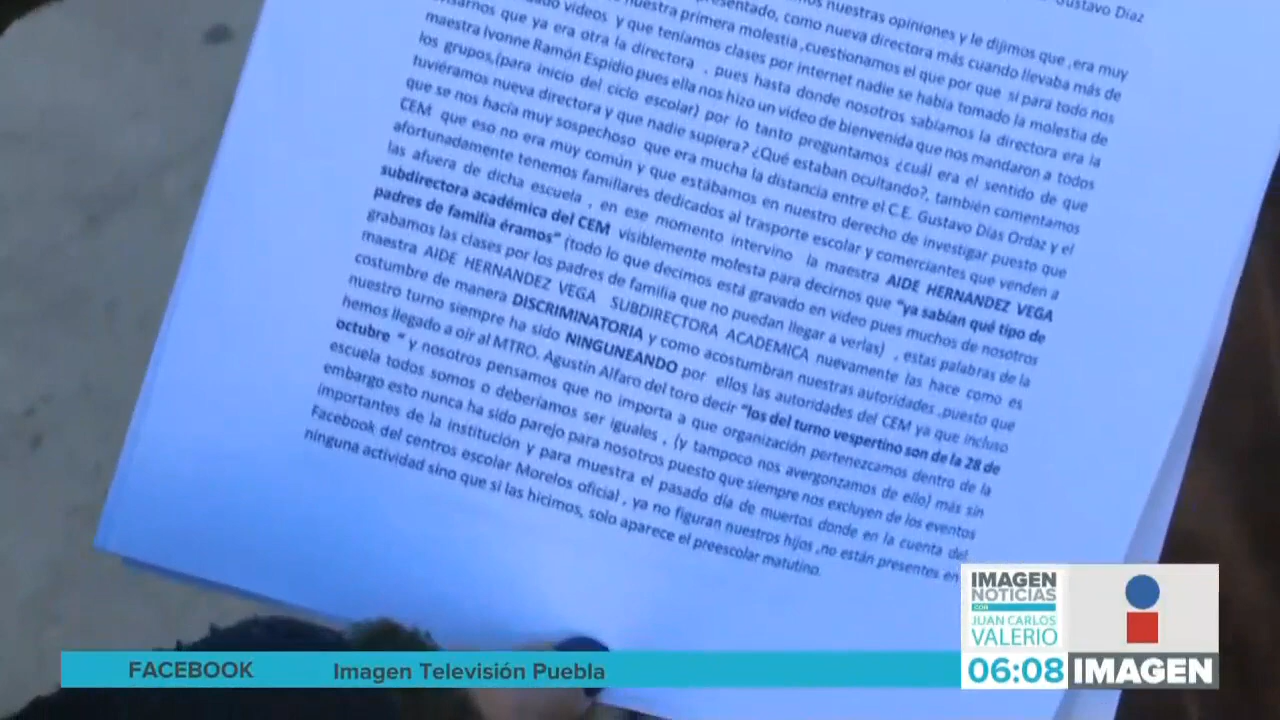 Gustavo Díaz
nuestras opiniones y le dijimos que ,era muy
presentado, como nueva directora más cuando llevaba más de
nuestra primera molestia ,cuestionamos el que por que si para todo nos
videos y que teníamos clases por internet nadie se había tomado la molestia de
que ya era otra la directora , pues hasta donde nosotros sabíamos la directora era la
maestra Ivonne Ramón Espidio pues ella nos hizo un video de bienvenida que nos mandaron a todos
los grupos,(para inicio del ciclo escolar) por lo tanto preguntamos ¿cuál era el sentido de que
tuviéramos nueva directora y que nadie supiera? ¿Qué estaban ocultando?, también comentamos
que se nos hacía muy sospechoso que era mucha la distancia entre el C.E. Gustavo Días Ordaz y el
CEM que eso no era muy común y que estábamos en nuestro derecho de investigar puesto que
afortunadamente tenemos familiares dedicados al trasporte escolar y comerciantes que venden a
las afuera de dicha escuela , en ese momento intervino la maestra AIDE HERNANDEZ VEGA
subdirectora académica del CEM visiblemente molesta para decirnos que "ya sabían qué tipo de
padres de familia éramos" (todo lo que decimos está gravado en video pues muchos de nosotros
grabamos las clases por los padres de familia que no puedan llegar a verlas) , estas palabras de la
maestra AIDE HERNANDEZ VEGA SUBDIRECTORA ACADEMICA nuevamente las hace como es
costumbre de manera DISCRIMINATORIA y como acostumbran nuestras autoridades ,puesto que
nuestro turno siempre ha sido NINGUNEANDO por ellos las autoridades del CEM ya que incluso
hemos llegado a oír al MTRO. Agustín Alfaro del toro decir "los del turno vespertino son de la 28 de
octubre " y nosotros pensamos que no importa a que organización pertenezcamos dentro de la
escuela todos somos o deberíamos ser iguales , (y tampoco nos avergonzamos de ello) más sin
embargo esto nunca ha sido parejo para nosotros puesto que siempre nos excluyen de los eventos
importantes de la institución y para muestra el pasado día de muertos donde en la cuenta del
Facebook del centros escolar Morelos oficial , ya no figuran nuestros hijos ,no están presentes en
ninguna actividad sino que si las hicimos, solo aparece el preescolar matutino.
IMAGEN
NOTICIAS
CON
JUAN CARLOS
VALERIO
06:08 IMAGEN
FACEBOOK Imagen Televisión Puebla